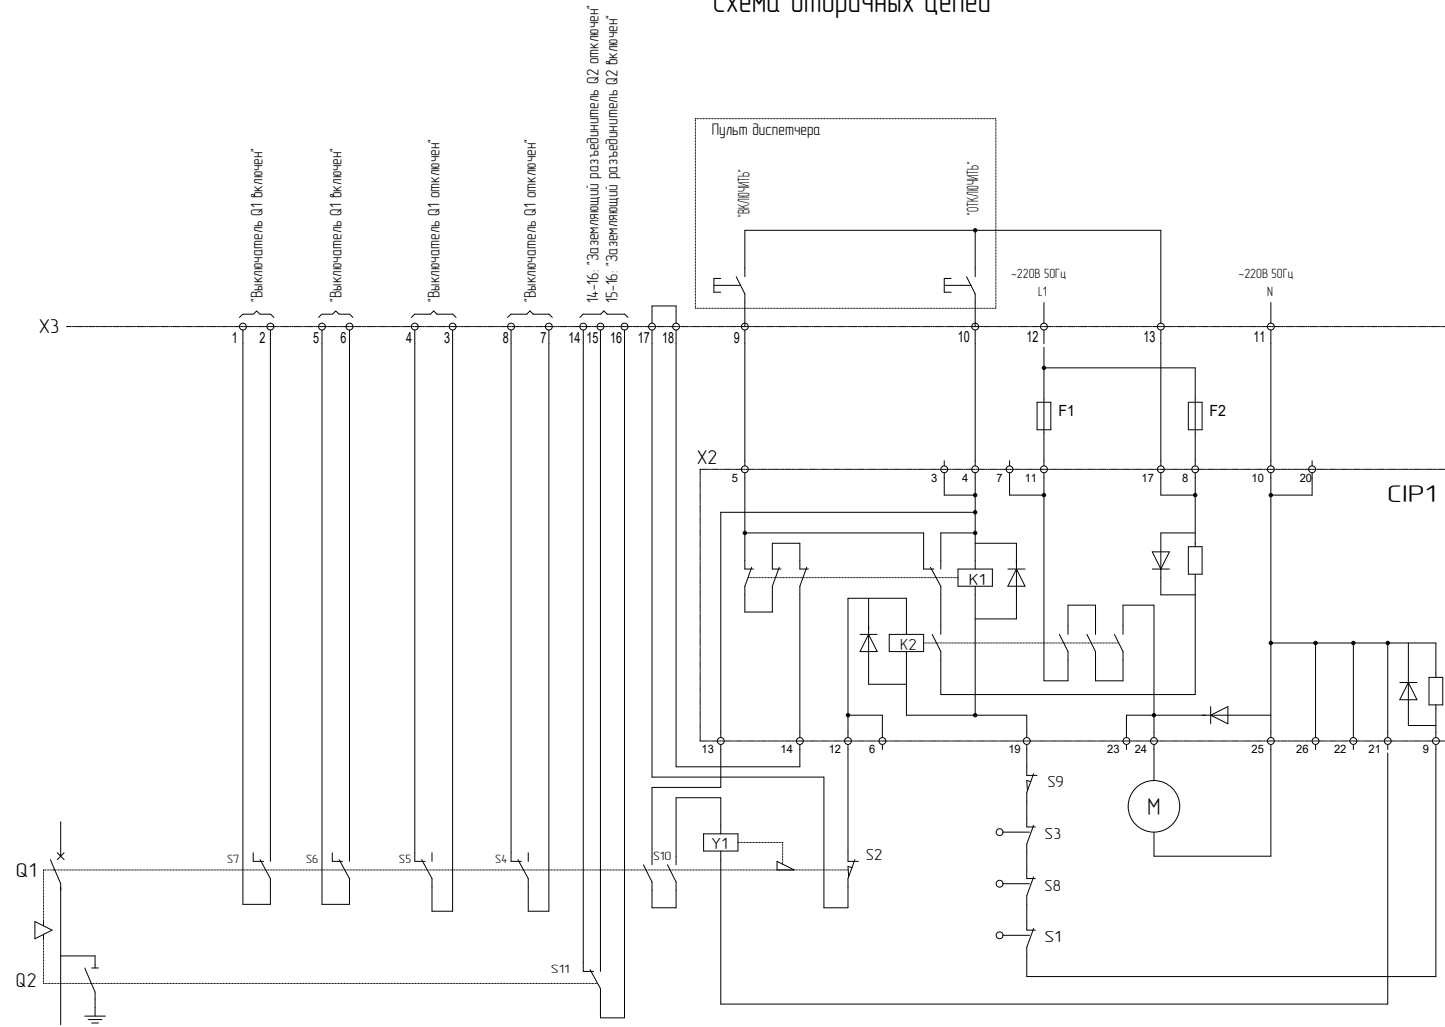 Схема вторичных цепей
"Выключатель Q1 включен"
"Выключатель Q1 включен"
"Выключатель Q1 отключен"
"Выключатель Q1 отключен"
14-16: "Заземляющий разъединитель Q2 отключен"
15-16: "Заземляющий разъединитель Q2 включен"
Пульт диспетчера
"ВКЛЮЧИТЬ"
"ОТКЛЮЧИТЬ"
~220В 50Гц
L1
~220В 50Гц
N
X3
1 2 5 6 4 3 8 7 14 15 16 17 18 9 10 12 13 11
F1 F2
X2
5 3 4 7 11 17 8 10 20
CIP1
K1
K2
13 14 12 6 19 23 24 25 26 22 21 9
S9
M
S3
Y1
Q1 S7 S6 S5 S4 S10 S2
S8
S1
Q2 S11